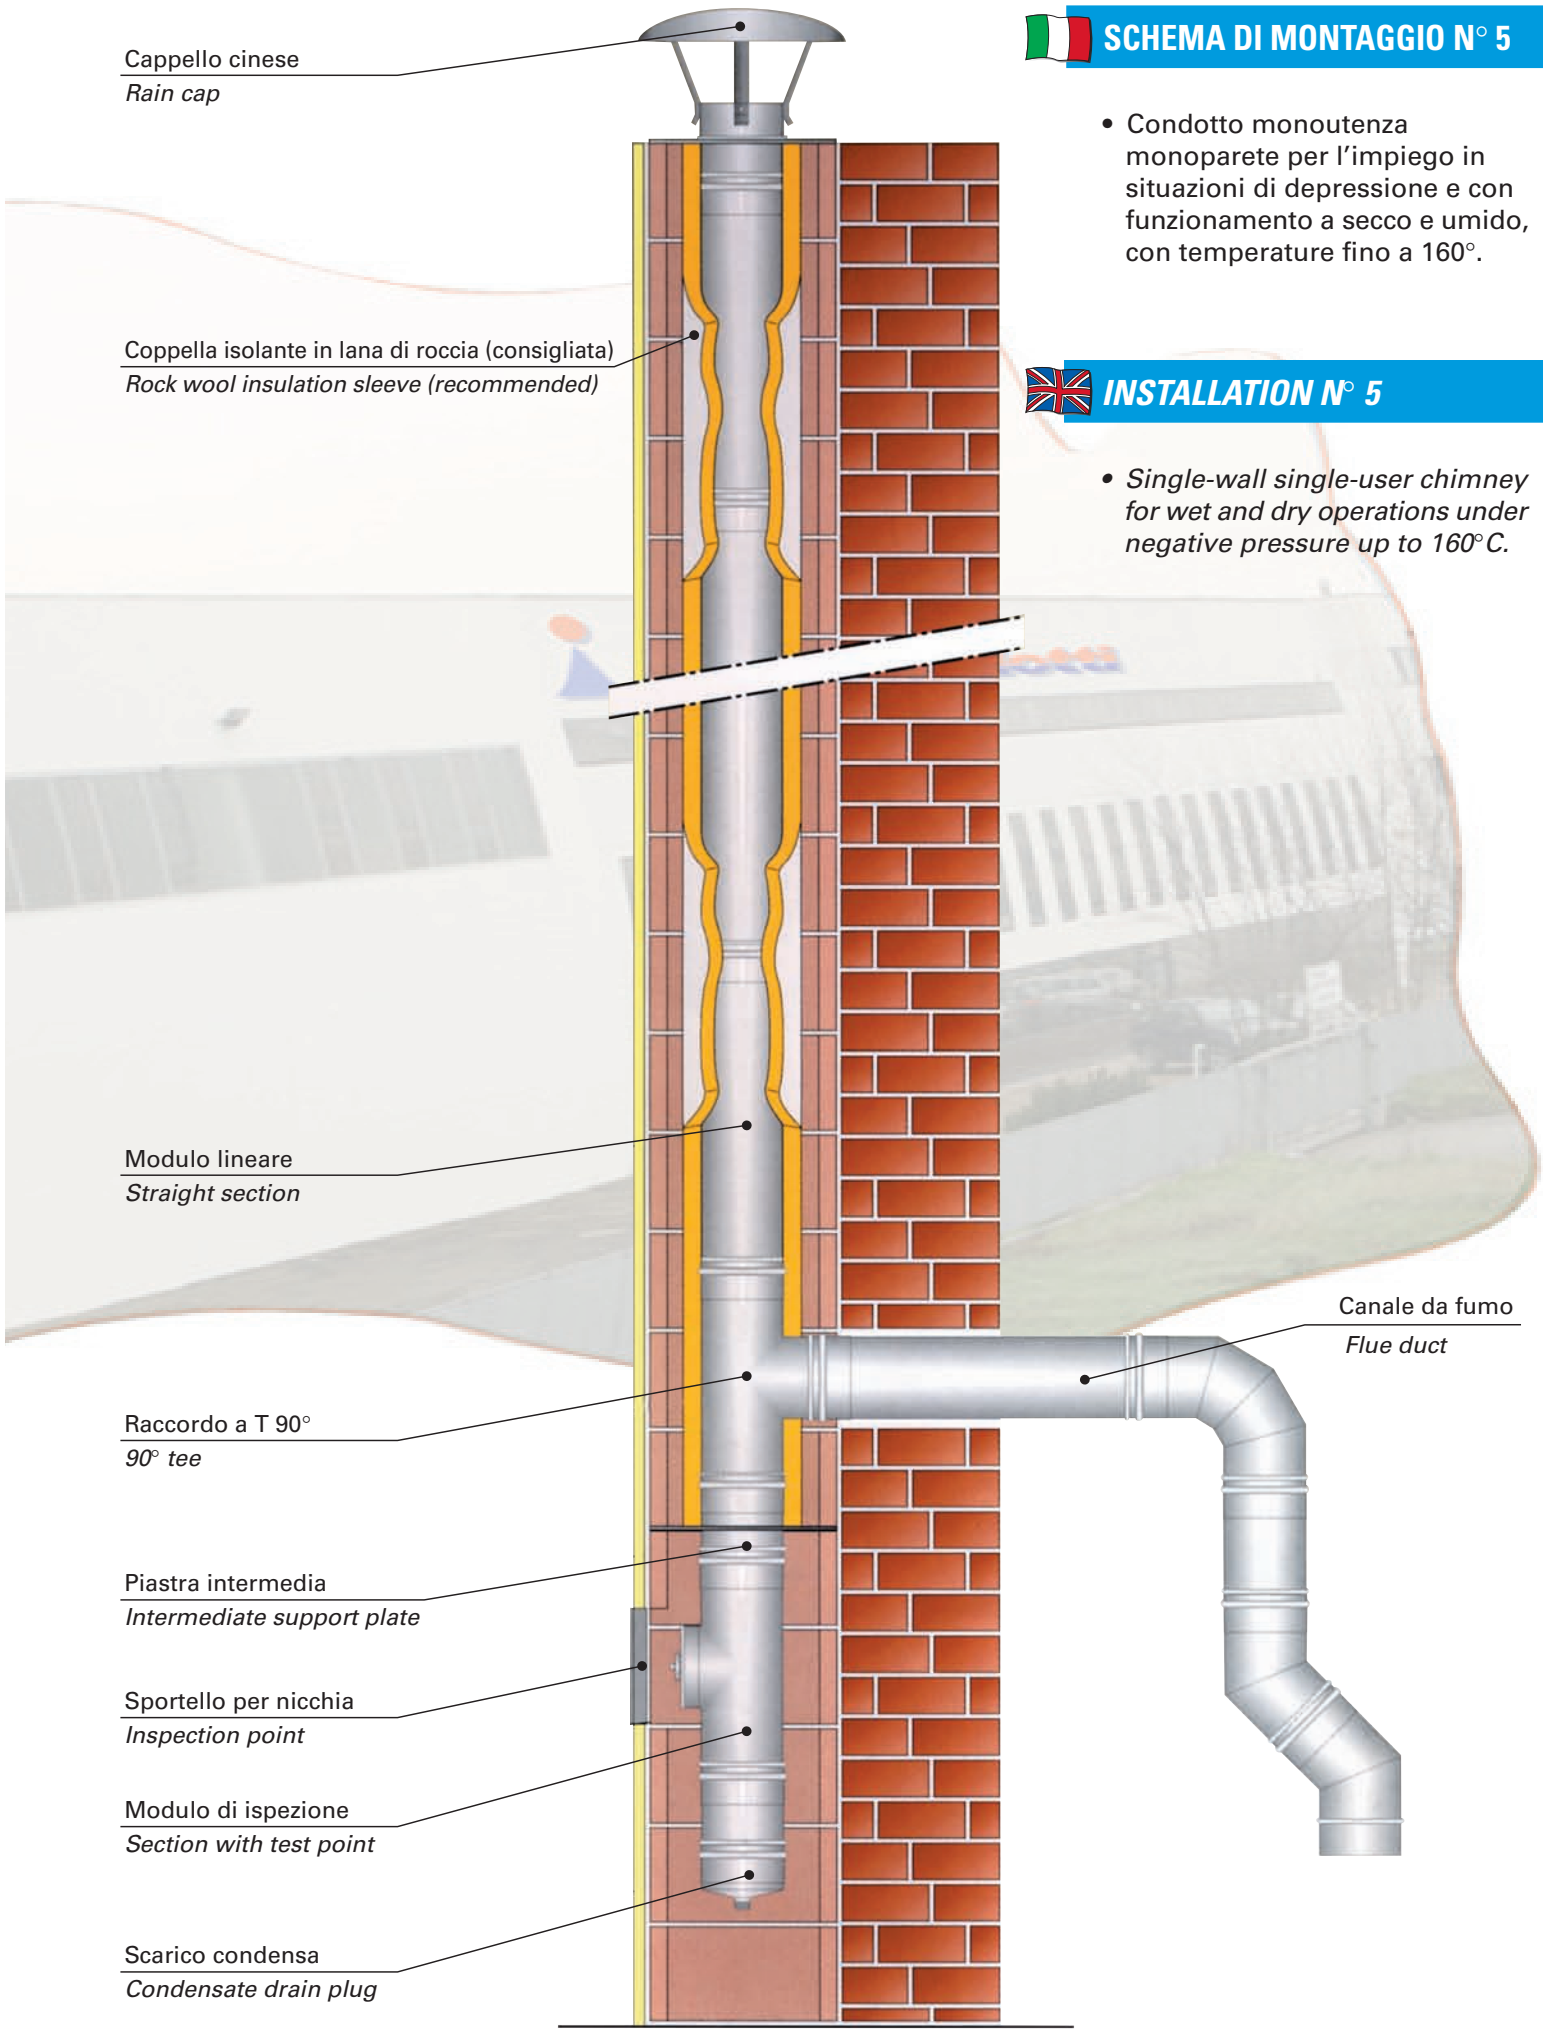 Cappello cinese
Rain cap
SCHEMA DI MONTAGGIO N° 5
• Condotto monoutenza
monoparete per l'impiego in
situazioni di depressione e con
funzionamento a secco e umido,
con temperature fino a 160°.
Coppella isolante in lana di roccia (consigliata)
Rock wool insulation sleeve (recommended)
INSTALLATION N° 5
• Single-wall single-user chimney
for wet and dry operations under
negative pressure up to 160°C.
Modulo lineare
Straight section
Canale da fumo
Flue duct
Raccordo a T 90°
90° tee
Piastra intermedia
Intermediate support plate
Sportello per nicchia
Inspection point
Modulo di ispezione
Section with test point
Scarico condensa
Condensate drain plug